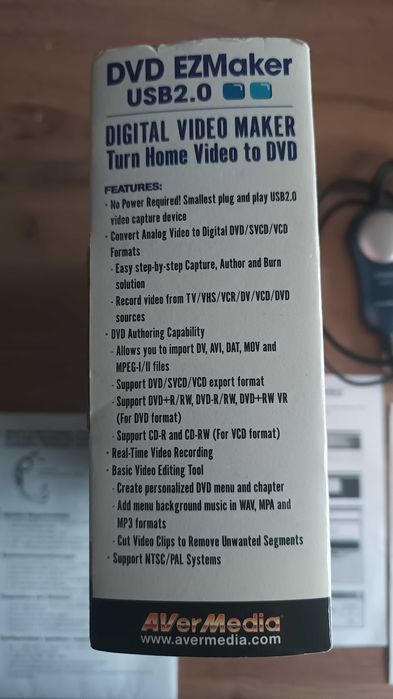 DVD EZMaker
USB2.0
DIGITAL VIDEO MAKER
Turn Home Video to DVD
FEATURES:
· No Power Required! Smallest plug and play USB2.0
video capture device
· Convert Analog Video to Digital DVD/SVCD/VCD
Formats
- Easy step-by-step Capture, Author and Burn
solution
- Record video from TV/VHS/VCR/DV/VCD/DVD
sources
· DVD Authoring Capability
- Allows you to import DV, AVI, DAT, MOV and
MPEG-I/II files
- Support DVD/SVCD/VCD export format
- Support DVD+R/RW, DVD-R/RW, DVD+RW VR
(For DVD format)
- Support CD-R and CD-RW (For VCD format)
· Real-Time Video Recording
· Basic Video Editing Tool
- Create personalized DVD menu and chapter
- Add menu background music in WAV, MPA and
MP3 formats
- Cut Video Clips to Remove Unwanted Segments
· Support NTSC/PAL Systems
AVerMedia
www.avermedia.com